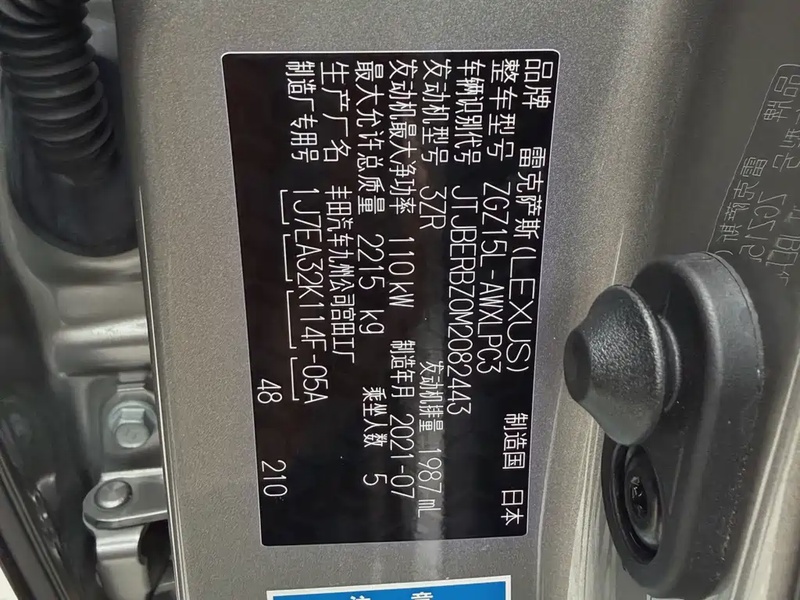 品牌 雷克萨斯(LEXUS) 制造国 日本
整车型号 ZGZ15L-AWXLPC3
车辆识别代号 JTJBERBZ0M2082443
发动机型号 3ZR 发动机排量 1987 mL
发动机最大净功率 110 kW 制造年月 2021-07
最大允许总质量 2215 kg 乘坐人数 5
生产厂名 丰田汽车九州公司宫田工厂
制造厂专用号 1J7EA32K114F-05A
48 210
注 意